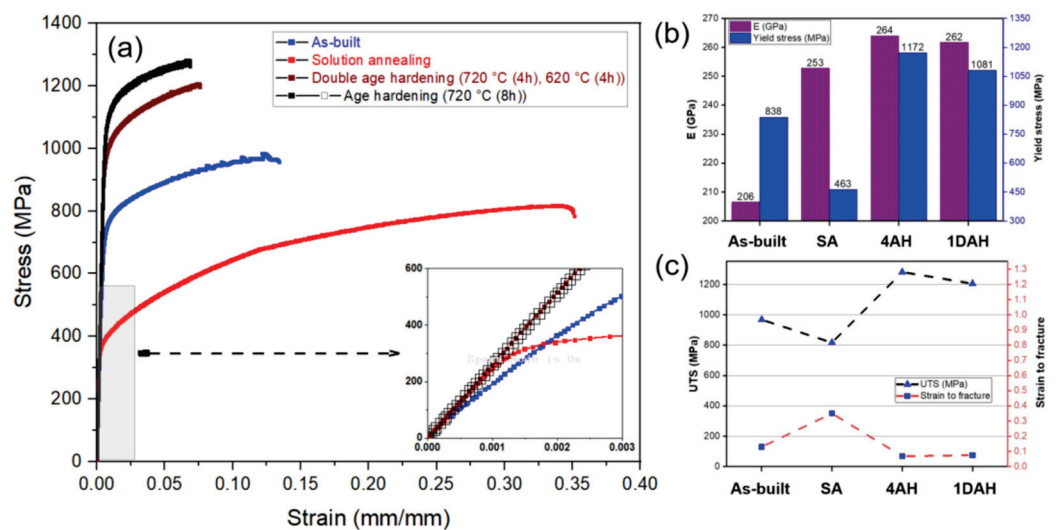 (a)
1400
1200
1000
800
600
400
200
0
Stress (MPa)
As-built
Solution annealing
Double age hardening (720 °C (4h), 620 °C (4h))
Age hardening (720 °C (8h))
600
400
200
0
0.000 0.001 0.002 0.003
0.00 0.05 0.10 0.15 0.20 0.25 0.30 0.35 0.40
Strain (mm/mm)
(b)
270
260
250
240
230
220
210
200
E (GPa)
E (GPa)
Yield stress (MPa)
206
838
253
463
264
1172
262
1081
1350
1200
1050
900
750
600
450
300
Yield stress (MPa)
As-built SA 4AH 1DAH
(c)
1200
1000
800
600
400
200
0
UTS (MPa)
UTS (MPa)
Strain to fracture
1.3
1.2
1.1
1.0
0.9
0.8
0.7
0.6
0.5
0.4
0.3
0.2
0.1
0.0
Strain to fracture
As-built SA 4AH 1DAH